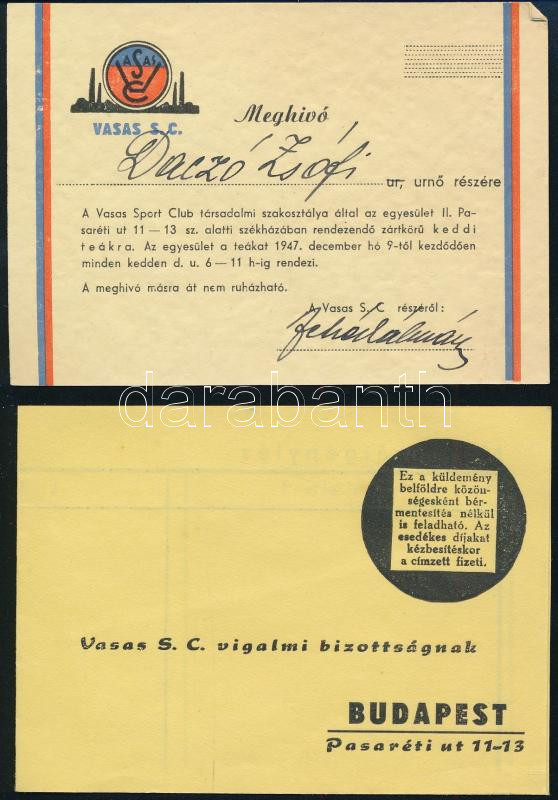 VASAS
S C
VASAS S. C.
Meghivó
Daczó Zsófi
ur, urnő részére
A Vasas Sport Club társadalmi szakosztálya által az egyesület II. Pa-
saréti ut 11—13 sz. alatti székházában rendezendő zártkörű keddi
teákra. Az egyesület a teákat 1947. december hó 9-től kezdődően
minden kedden d. u. 6—11 h-ig rendezi.
A meghivó másra át nem ruházható.
A Vasas S. C részéről:
darabanth
Ez a küldemény
belföldre közön-
ségesként bér-
mentesítés nélkül
is feladható. Az
esedékes díjakat
kézbesítéskor
a címzett fizeti.
Vasas S. C. vigalmi bizottságnak
BUDAPEST
Pasaréti ut 11-13